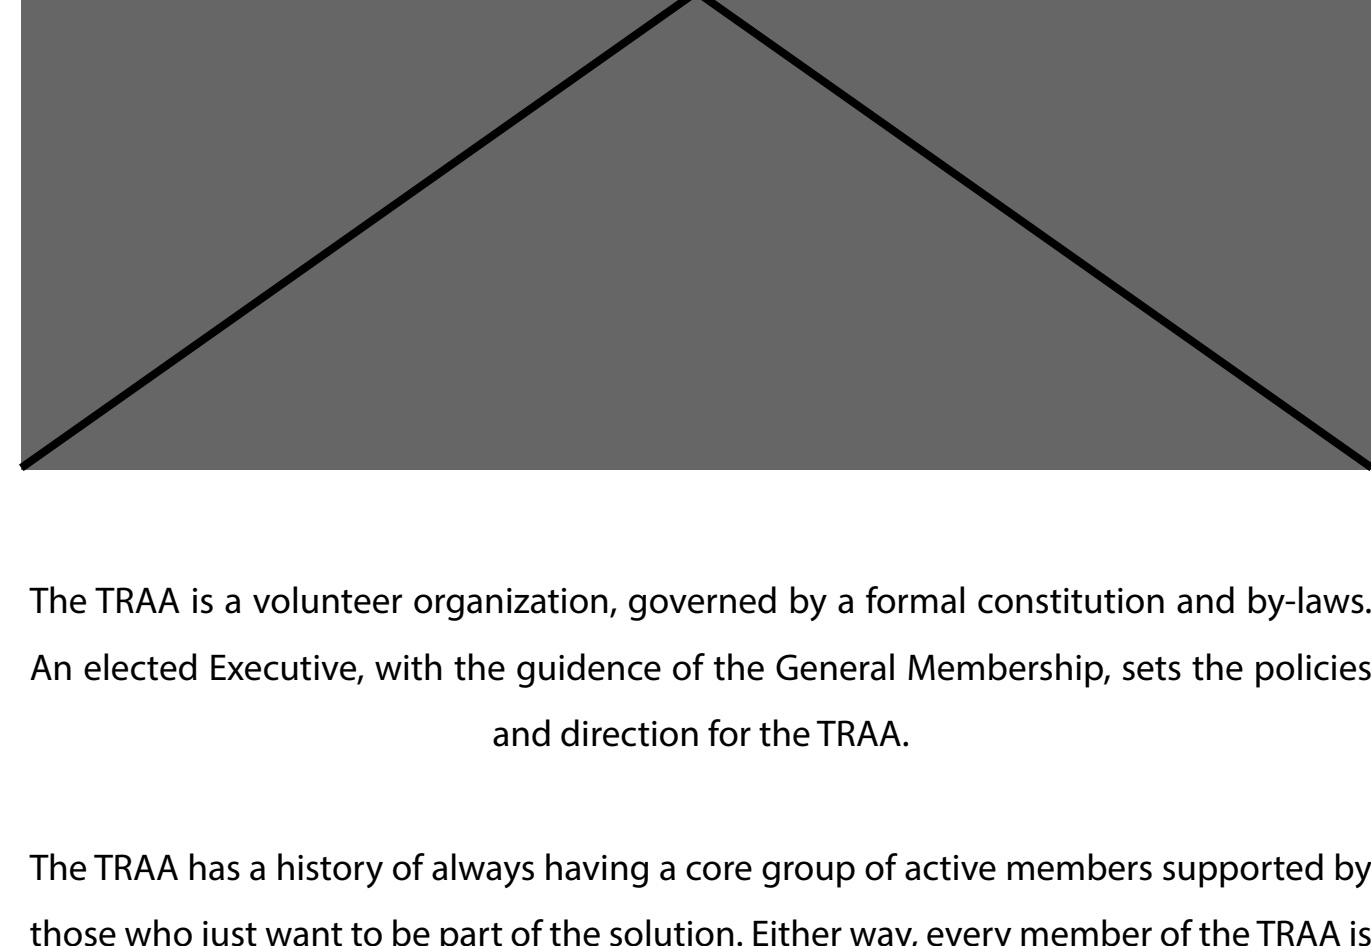 The TRAA is a volunteer organization, governed by a formal constitution and by-laws.
An elected Executive, with the guidence of the General Membership, sets the policies
and direction for the TRAA.
The TRAA has a history of always having a core group of active members supported by
those who just want to be part of the solution. Either way, every member of the TRAA is